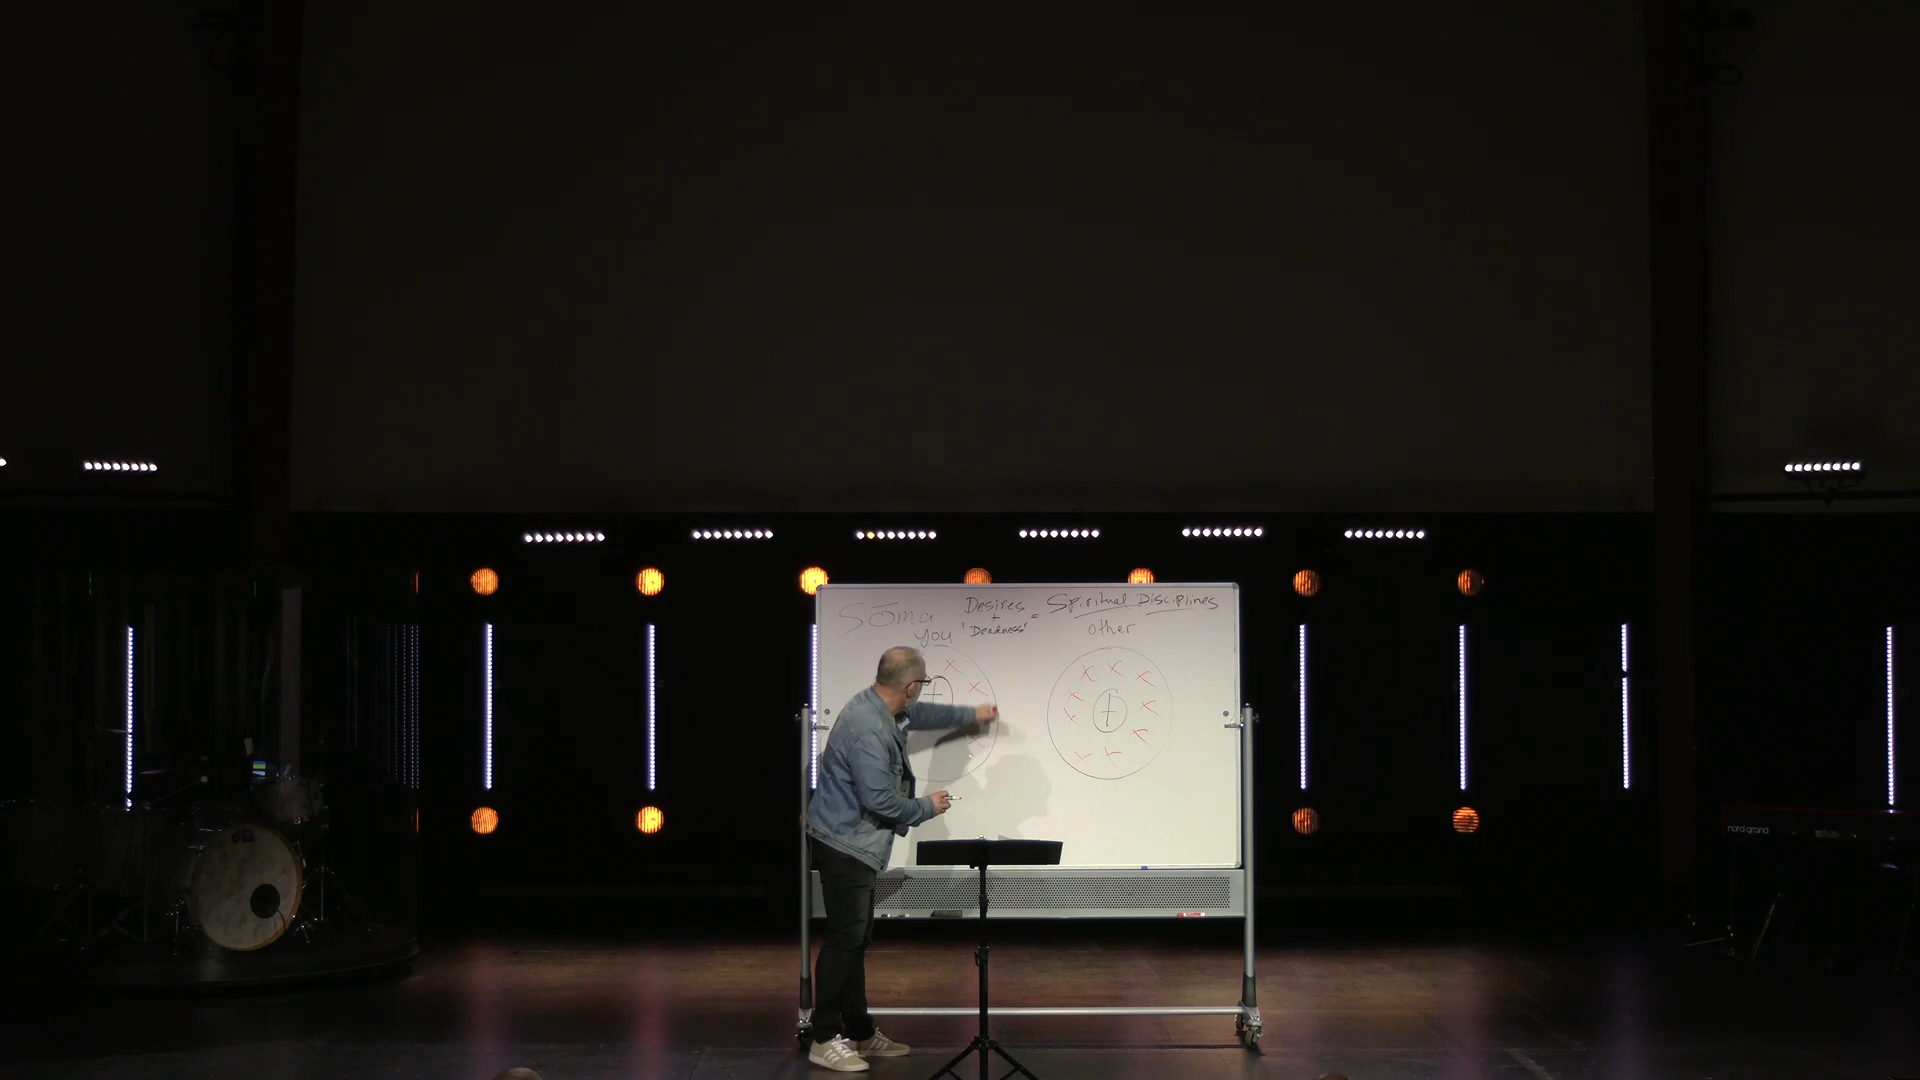 Sōma Desires Spiritual Disciplines
+ =
you 'Deadness' other
nord grand